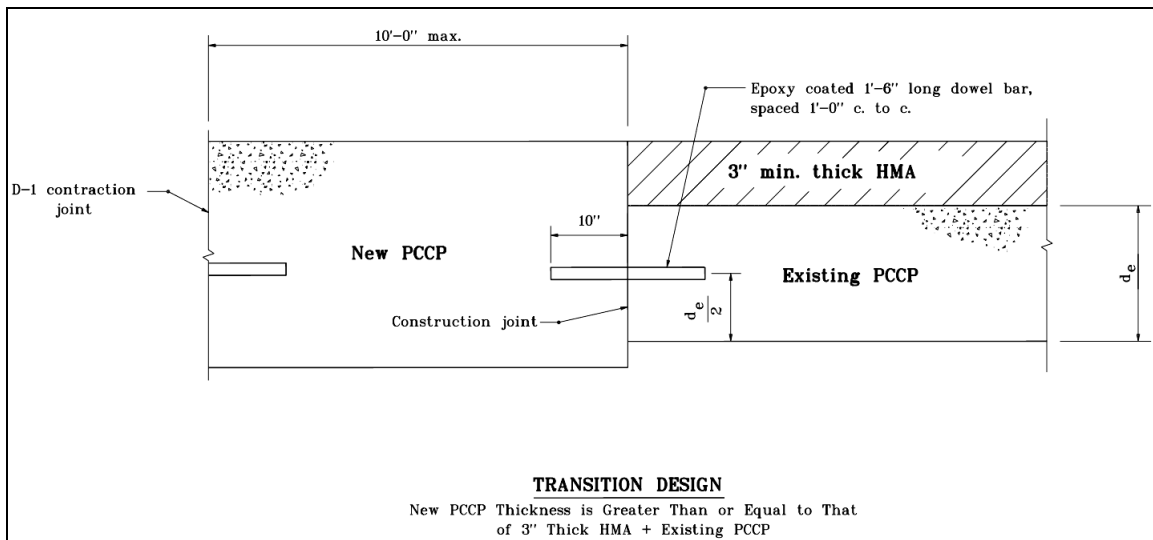 10'-0" max.
Epoxy coated 1'-6" long dowel bar,
spaced 1'-0" c. to c.
3" min. thick HMA
D-1 contraction
joint
10"
New PCCP
Existing PCCP
d_e
d_e
2
Construction joint
TRANSITION DESIGN
New PCCP Thickness is Greater Than or Equal to That
of 3" Thick HMA + Existing PCCP